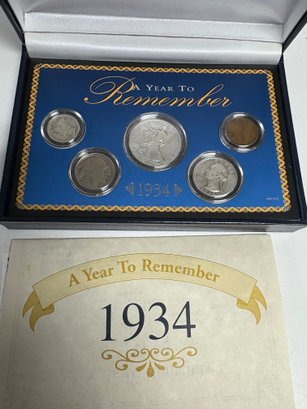 A YEAR TO
Remember
1934
A Year To Remember
1934